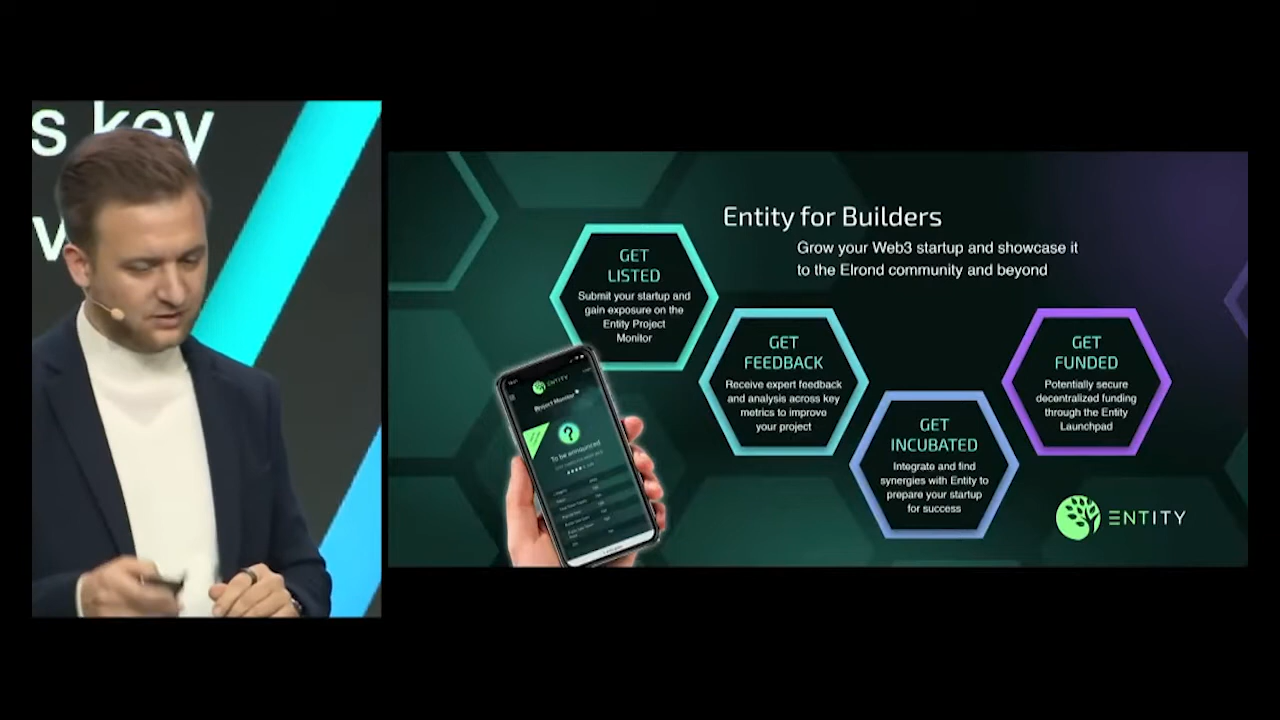 s key
v
Entity for Builders
Grow your Web3 startup and showcase it
to the Elrond community and beyond
GET
LISTED
Submit your startup and
gain exposure on the
Entity Project
Monitor
GET
FEEDBACK
Receive expert feedback
and analysis across key
metrics to improve
your project
GET
INCUBATED
Integrate and find
synergies with Entity to
prepare your startup
for success
GET
FUNDED
Potentially secure
decentralized funding
through the Entity
Launchpad
ENTITY
Project Monitor
?
To be announced
ENTITY